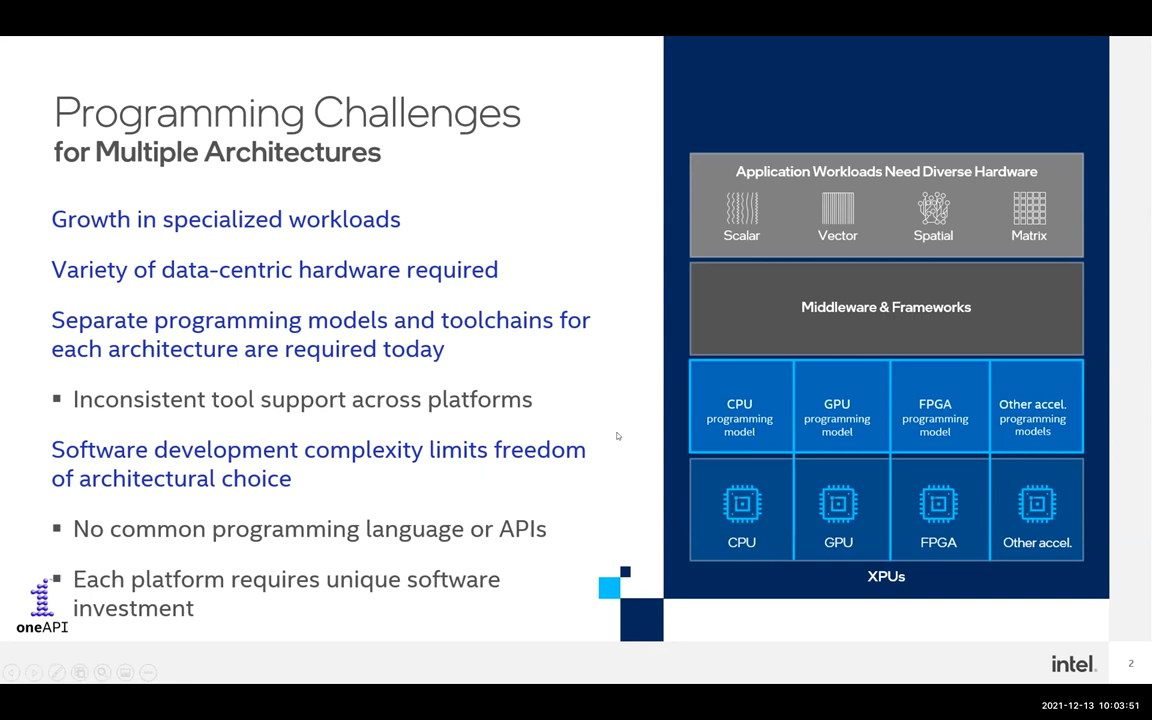 Programming Challenges
for Multiple Architectures
Growth in specialized workloads
Variety of data-centric hardware required
Separate programming models and toolchains for
each architecture are required today
▪ Inconsistent tool support across platforms
Software development complexity limits freedom
of architectural choice
▪ No common programming language or APIs
▪ Each platform requires unique software
investment
oneAPI
Application Workloads Need Diverse Hardware
Scalar Vector Spatial Matrix
Middleware & Frameworks
CPU GPU FPGA Other accel.
programming programming programming programming
model model model models
CPU GPU FPGA Other accel.
XPUs
intel.
2
2021-12-13 10:03:51